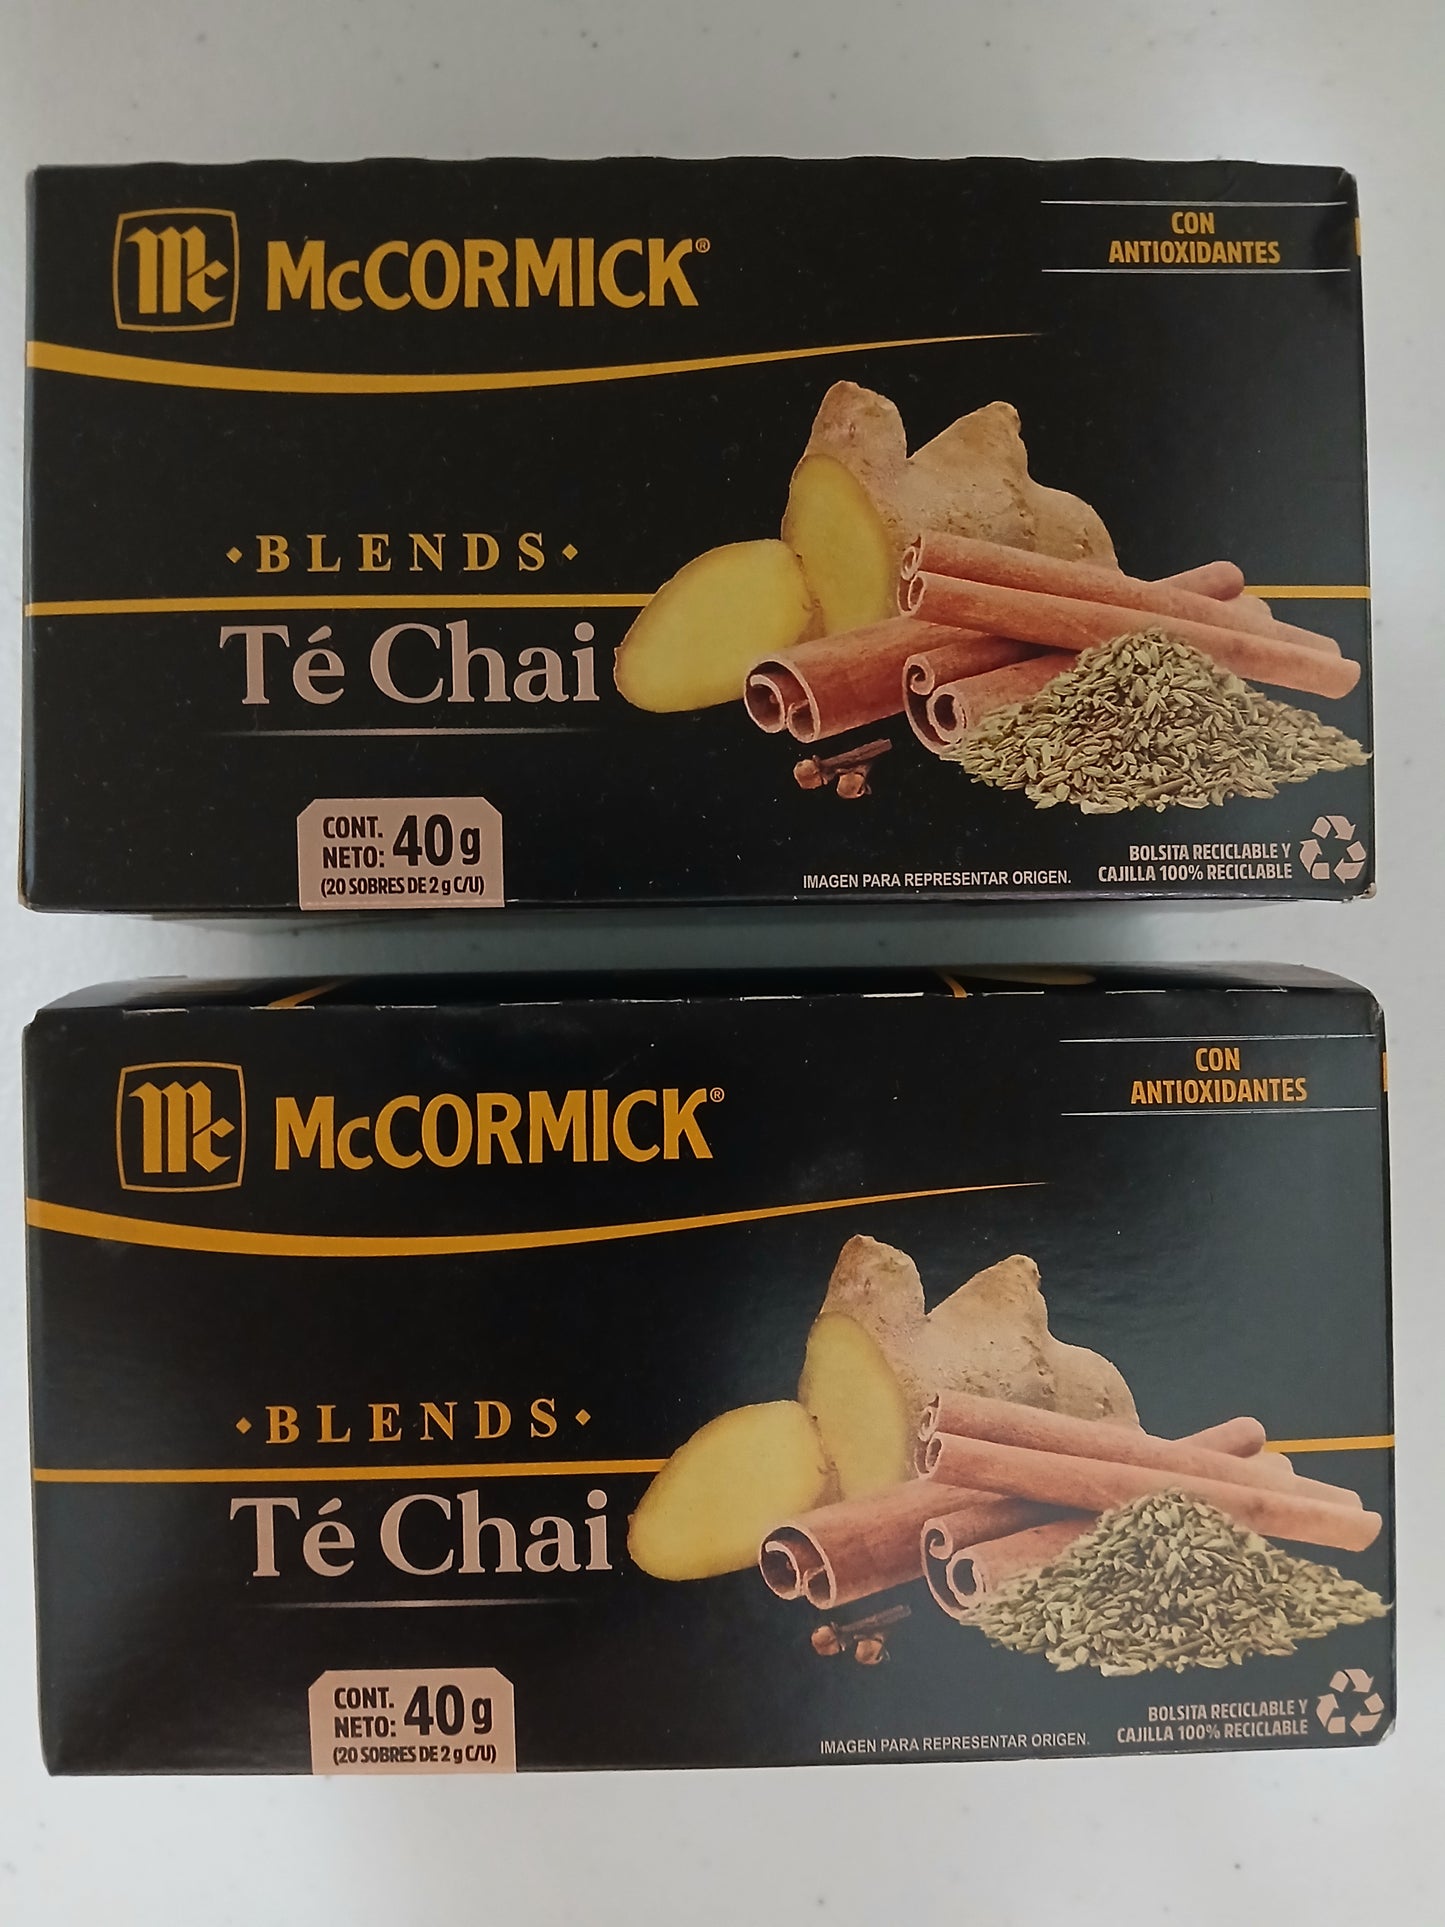 Mc McCORMICK®
CON
ANTIOXIDANTES
·BLENDS·
Té Chai
CONT.
NETO: 40g
(20 SOBRES DE 2 g C/U)
IMAGEN PARA REPRESENTAR ORIGEN.
BOLSITA RECICLABLE Y
CAJILLA 100% RECICLABLE
Mc McCORMICK®
CON
ANTIOXIDANTES
·BLENDS·
Té Chai
CONT.
NETO: 40g
(20 SOBRES DE 2 g C/U)
IMAGEN PARA REPRESENTAR ORIGEN.
BOLSITA RECICLABLE Y
CAJILLA 100% RECICLABLE